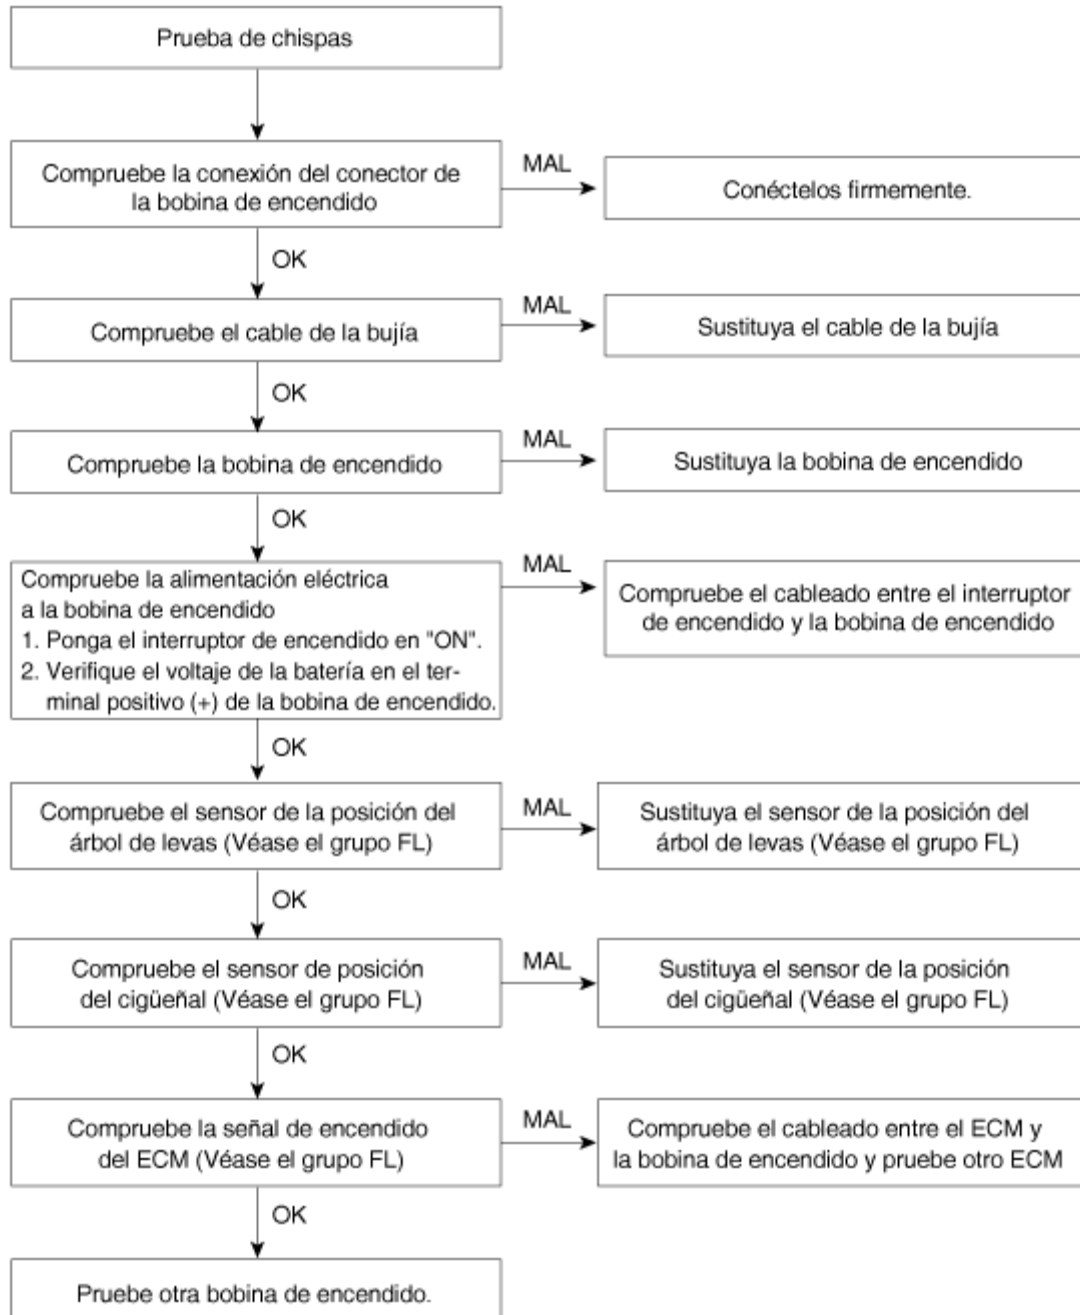 Prueba de chispas
Compruebe la conexión del conector de
la bobina de encendido
MAL
Conéctelos firmemente.
OK
Compruebe el cable de la bujía
MAL
Sustituya el cable de la bujía
OK
Compruebe la bobina de encendido
MAL
Sustituya la bobina de encendido
OK
Compruebe la alimentación eléctrica
a la bobina de encendido
1. Ponga el interruptor de encendido en "ON".
2. Verifique el voltaje de la batería en el ter-
minal positivo (+) de la bobina de encendido.
MAL
Compruebe el cableado entre el interruptor
de encendido y la bobina de encendido
OK
Compruebe el sensor de la posición del
árbol de levas (Véase el grupo FL)
MAL
Sustituya el sensor de la posición del
árbol de levas (Véase el grupo FL)
OK
Compruebe el sensor de posición
del cigüeñal (Véase el grupo FL)
MAL
Sustituya el sensor de la posición
del cigüeñal (Véase el grupo FL)
OK
Compruebe la señal de encendido
del ECM (Véase el grupo FL)
MAL
Compruebe el cableado entre el ECM y
la bobina de encendido y pruebe otro ECM
OK
Pruebe otra bobina de encendido.